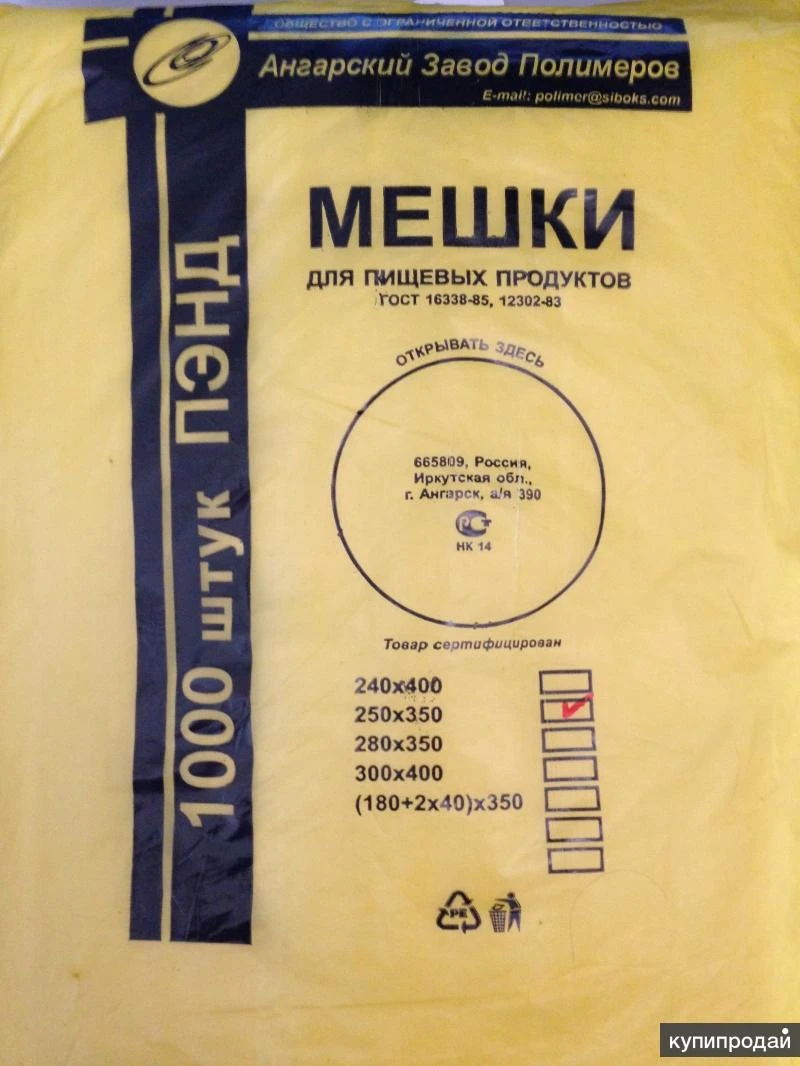 ОБЩЕСТВО С ОГРАНИЧЕННОЙ ОТВЕТСТВЕННОСТЬЮ
Ангарский Завод Полимеров
E-mail: polimer@siboks.com
1000 штук ПЭНД
МЕШКИ
ДЛЯ ПИЩЕВЫХ ПРОДУКТОВ
ГОСТ 16338-85, 12302-83
ОТКРЫВАТЬ ЗДЕСЬ
665809, Россия,
Иркутская обл.,
г. Ангарск, а/я 390
РСТ
НК 14
Товар сертифицирован
240х400
250х350
280х350
300х400
(180+2х40)х350
PE
купипродай